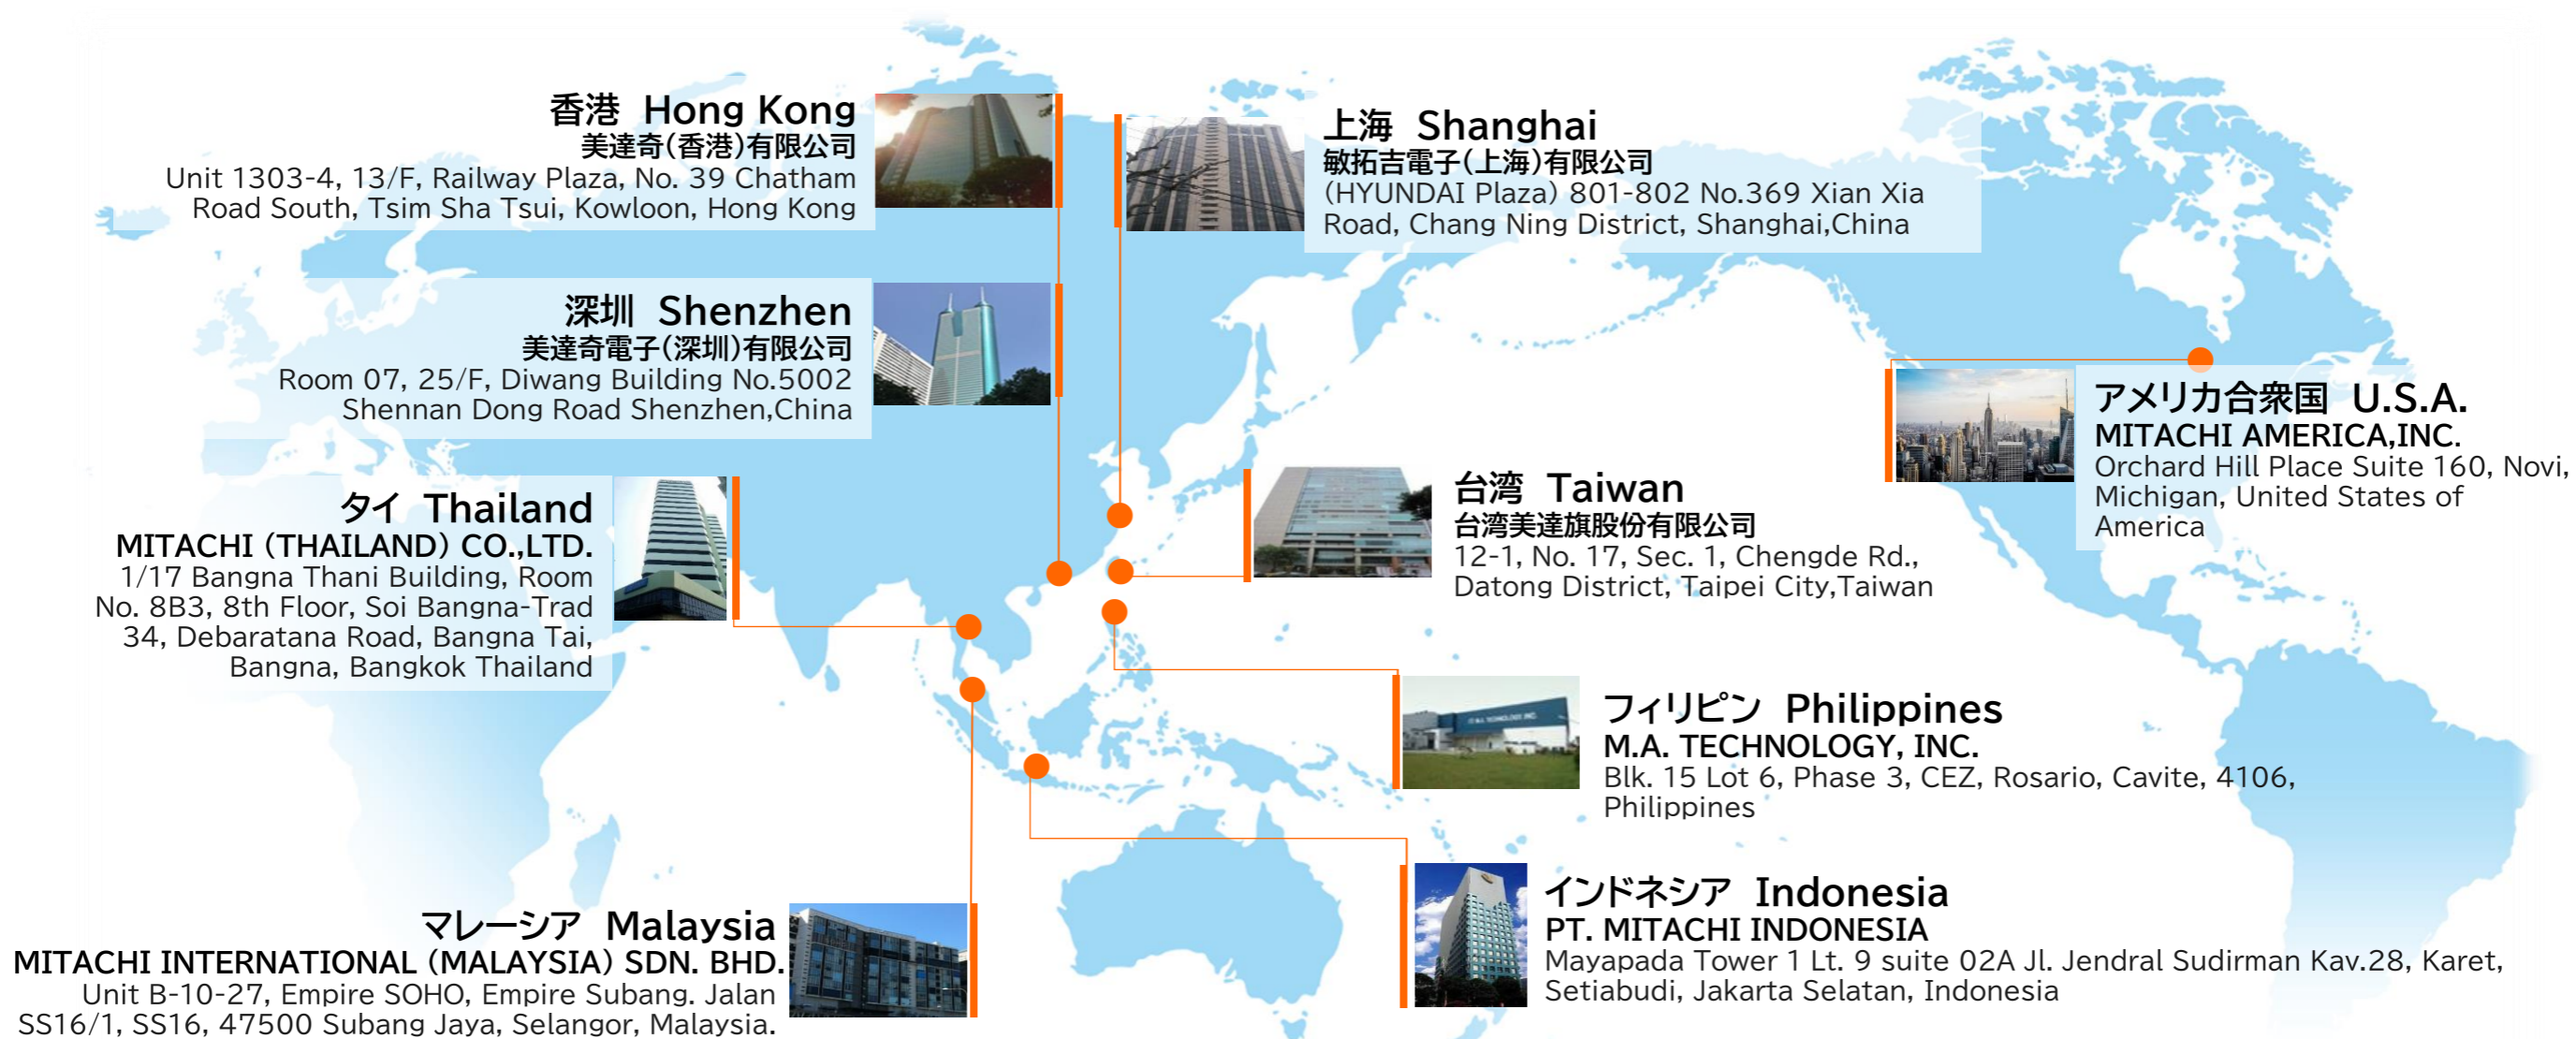 香港 Hong Kong
美達奇(香港)有限公司
Unit 1303-4, 13/F, Railway Plaza, No. 39 Chatham
Road South, Tsim Sha Tsui, Kowloon, Hong Kong
上海 Shanghai
敏拓吉電子(上海)有限公司
(HYUNDAI Plaza) 801-802 No.369 Xian Xia
Road, Chang Ning District, Shanghai,China
深圳 Shenzhen
美達奇電子(深圳)有限公司
Room 07, 25/F, Diwang Building No.5002
Shennan Dong Road Shenzhen,China
アメリカ合衆国 U.S.A.
MITACHI AMERICA,INC.
Orchard Hill Place Suite 160, Novi,
Michigan, United States of
America
タイ Thailand
MITACHI (THAILAND) CO.,LTD.
1/17 Bangna Thani Building, Room
No. 8B3, 8th Floor, Soi Bangna-Trad
34, Debaratana Road, Bangna Tai,
Bangna, Bangkok Thailand
台湾 Taiwan
台湾美達旗股份有限公司
12-1, No. 17, Sec. 1, Chengde Rd.,
Datong District, Taipei City,Taiwan
フィリピン Philippines
M.A. TECHNOLOGY, INC.
Blk. 15 Lot 6, Phase 3, CEZ, Rosario, Cavite, 4106,
Philippines
マレーシア Malaysia
MITACHI INTERNATIONAL (MALAYSIA) SDN. BHD.
Unit B-10-27, Empire SOHO, Empire Subang. Jalan
SS16/1, SS16, 47500 Subang Jaya, Selangor, Malaysia.
インドネシア Indonesia
PT. MITACHI INDONESIA
Mayapada Tower 1 Lt. 9 suite 02A Jl. Jendral Sudirman Kav.28, Karet,
Setiabudi, Jakarta Selatan, Indonesia